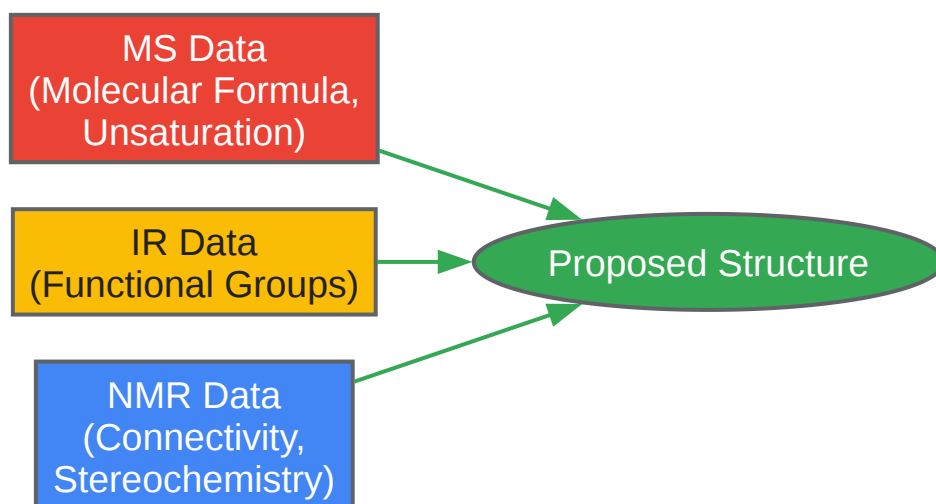 MS Data
(Molecular Formula,
Unsaturation)
IR Data
(Functional Groups)
Proposed Structure
NMR Data
(Connectivity,
Stereochemistry)